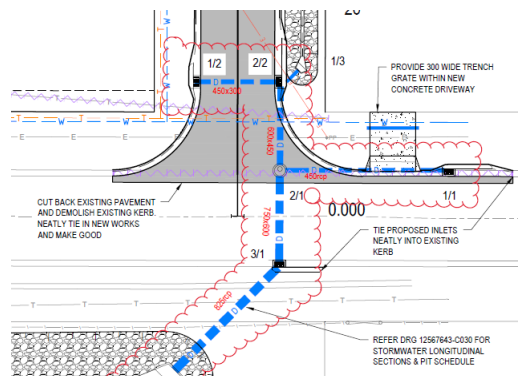 1/2
2/2
1/3
450x300
600x450
PROVIDE 300 WIDE TRENCH
GRATE WITHIN NEW
CONCRETE DRIVEWAY
450rcp
CUT BACK EXISTING PAVEMENT
AND DEMOLISH EXISTING KERB.
NEATLY TIE IN NEW WORKS
AND MAKE GOOD
2/1
1/1
0.000
750x600
TIE PROPOSED INLETS
NEATLY INTO EXISTING
KERB
3/1
825rcp
REFER DRG 12567643-C030 FOR
STORMWATER LONGITUDINAL
SECTIONS & PIT SCHEDULE